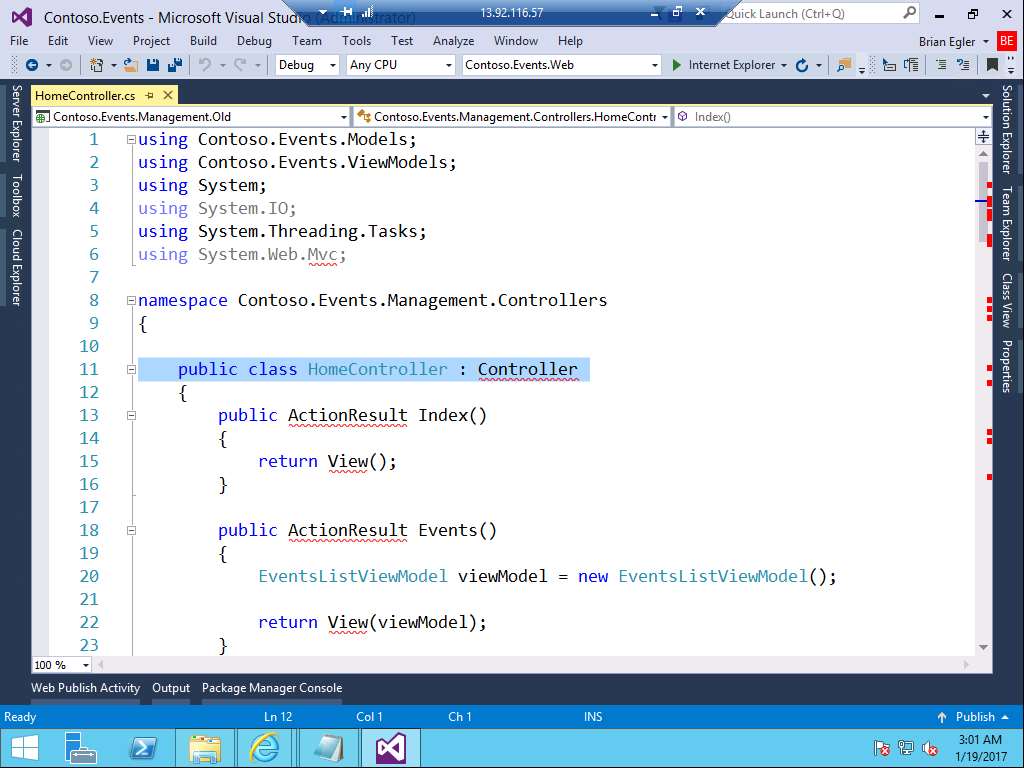 Contoso.Events - Microsoft Visual Studio (Administrator)
13.92.116.57
Quick Launch (Ctrl+Q)
File Edit View Project Build Debug Team Tools Test Analyze Window Help
Brian Egler BE
Debug Any CPU Contoso.Events.Web Internet Explorer
Server Explorer
Toolbox
Cloud Explorer
HomeController.cs
Contoso.Events.Management.Old Contoso.Events.Management.Controllers.HomeContr Index()
1 using Contoso.Events.Models;
2 using Contoso.Events.ViewModels;
3 using System;
4 using System.IO;
5 using System.Threading.Tasks;
6 using System.Web.Mvc;
7
8 namespace Contoso.Events.Management.Controllers
9 {
10
11 public class HomeController : Controller
12 {
13 public ActionResult Index()
14 {
15 return View();
16 }
17
18 public ActionResult Events()
19 {
20 EventsListViewModel viewModel = new EventsListViewModel();
21
22 return View(viewModel);
23 }
Solution Explorer
Team Explorer
Class View
Properties
100 %
Web Publish Activity Output Package Manager Console
Ready Ln 12 Col 1 Ch 1 INS Publish
3:01 AM
1/19/2017